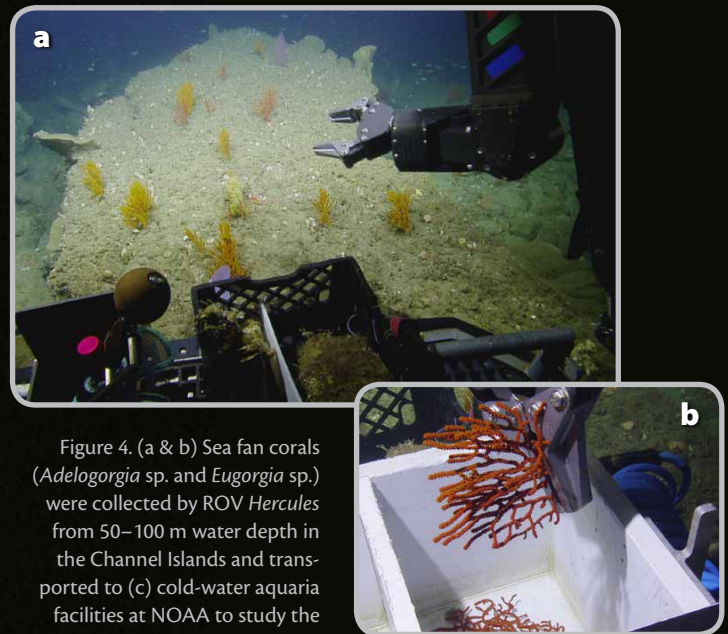 a
b
Figure 4. (a & b) Sea fan corals
(Adelogorgia sp. and Eugorgia sp.)
were collected by ROV Hercules
from 50–100 m water depth in
the Channel Islands and trans-
ported to (c) cold-water aquaria
facilities at NOAA to study the